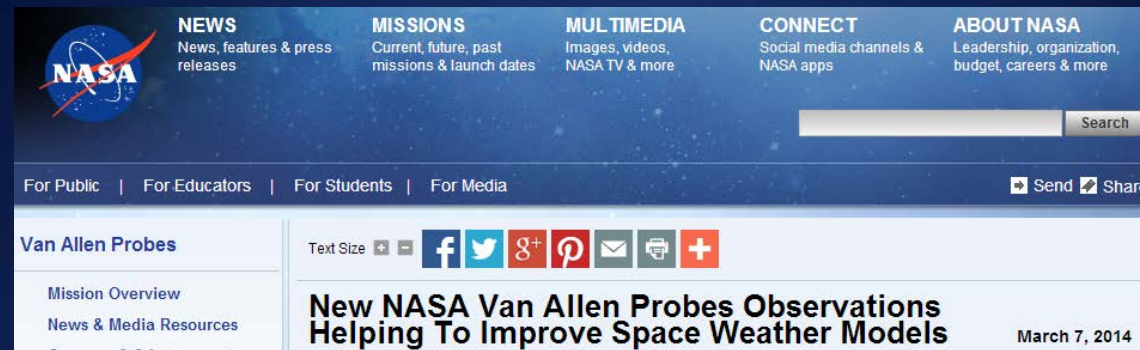 NASA
NEWS
News, features & press
releases
MISSIONS
Current, future, past
missions & launch dates
MULTIMEDIA
Images, videos,
NASA TV & more
CONNECT
Social media channels &
NASA apps
ABOUT NASA
Leadership, organization,
budget, careers & more
Search
For Public | For Educators | For Students | For Media
Send Share
Van Allen Probes
Mission Overview
News & Media Resources
Text Size
New NASA Van Allen Probes Observations
Helping To Improve Space Weather Models
March 7, 2014